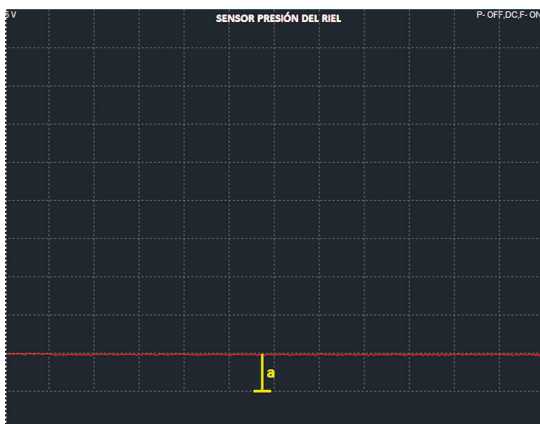 5 V
SENSOR PRESIÓN DEL RIEL
P- OFF,DC,F- ON
a